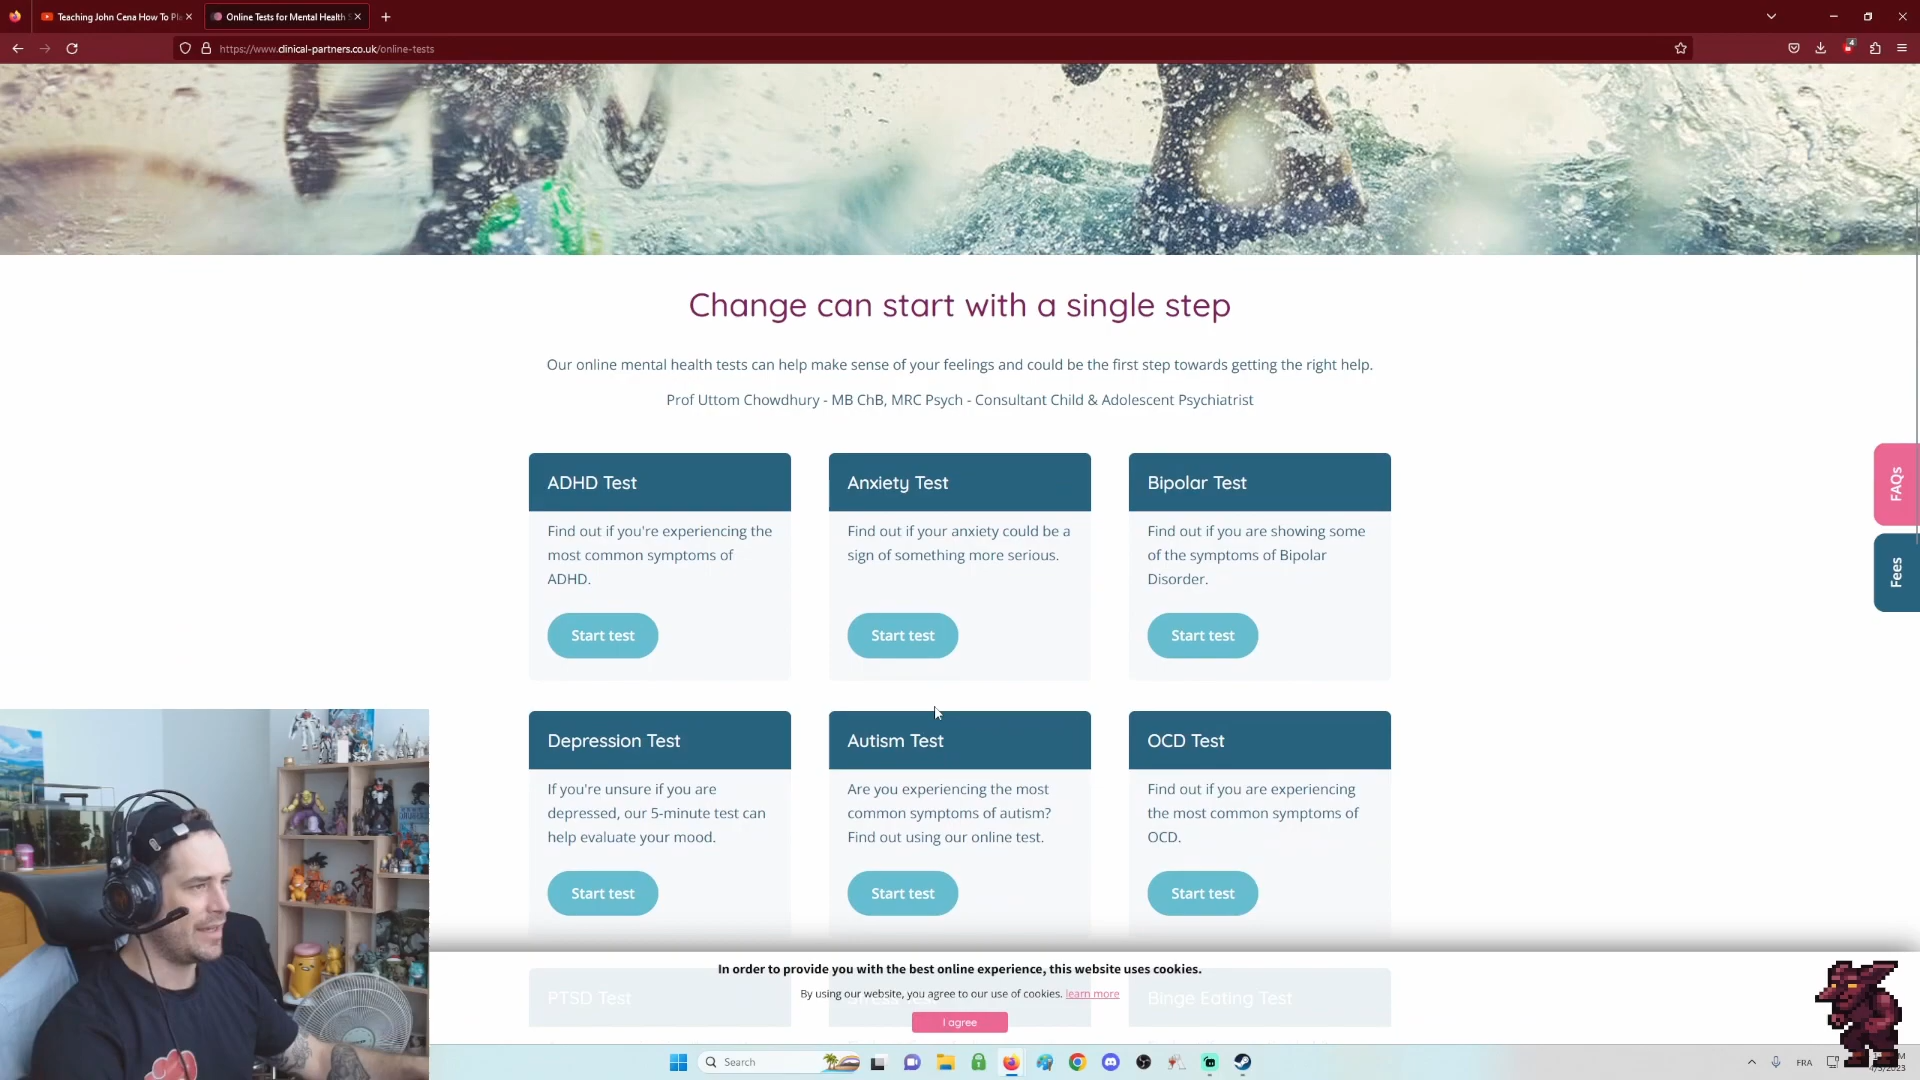 Teaching John Cena How To Pl
Online Tests for Mental Health S
https://www.clinical-partners.co.uk/online-tests
4
Change can start with a single step
Our online mental health tests can help make sense of your feelings and could be the first step towards getting the right help.
Prof Uttom Chowdhury - MB ChB, MRC Psych - Consultant Child & Adolescent Psychiatrist
FAQs
Fees
ADHD Test
Find out if you're experiencing the
most common symptoms of
ADHD.
Start test
Anxiety Test
Find out if your anxiety could be a
sign of something more serious.
Start test
Bipolar Test
Find out if you are showing some
of the symptoms of Bipolar
Disorder.
Start test
Depression Test
If you're unsure if you are
depressed, our 5-minute test can
help evaluate your mood.
Start test
Autism Test
Are you experiencing the most
common symptoms of autism?
Find out using our online test.
Start test
OCD Test
Find out if you are experiencing
the most common symptoms of
OCD.
Start test
PTSD Test
Binge Eating Test
In order to provide you with the best online experience, this website uses cookies.
By using our website, you agree to our use of cookies. learn more
I agree
Search
FRA